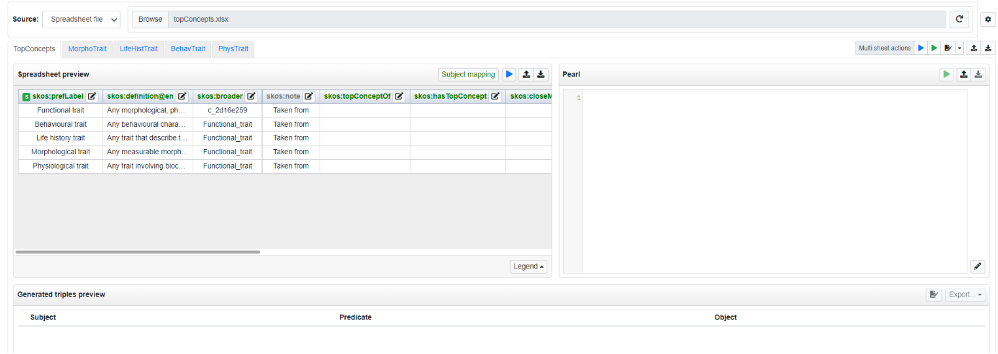 Source: Spreadsheet file Browse topConcepts.xlsx
TopConcepts MorphoTrait LifeHistTrait BehavTrait PhysTrait Multi sheet actions
Spreadsheet preview Subject mapping Pearl
S skos:prefLabel skos:definition@en skos:broader skos:note skos:topConceptOf skos:hasTopConcept skos:closeM 1
Functional trait Any morphological, ph... c_2d16e259 Taken from
Behavioural trait Any behavioural chara... Functional_trait Taken from
Life history trait Any trait that describe t... Functional_trait Taken from
Morphological trait Any measurable morph... Functional_trait Taken from
Physiological trait Any trait involving bioc... Functional_trait Taken from
Legend
Generated triples preview Export...
Subject Predicate Object